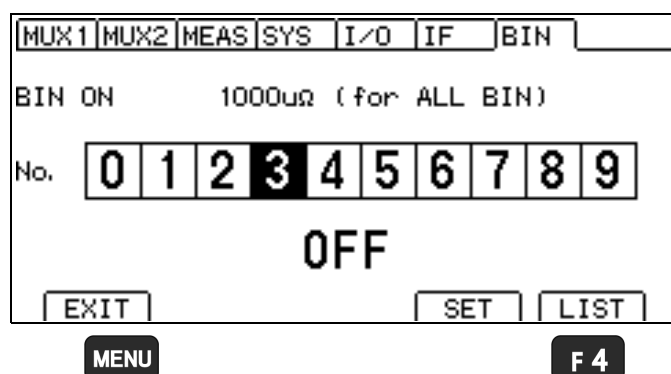 MUX1 MUX2 MEAS SYS I/O IF BIN
BIN ON 1000uΩ (for ALL BIN)
No. 0 1 2 3 4 5 6 7 8 9
OFF
EXIT SET LIST
MENU F 4